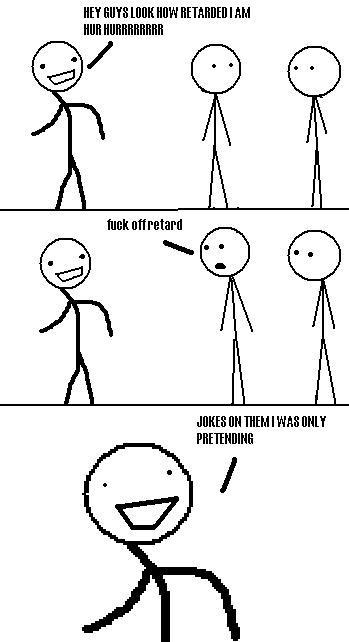 HEY GUYS LOOK HOW RETARDED I AM
HUR HURRRRRRRR
fuck off retard
JOKES ON THEM I WAS ONLY
PRETENDING